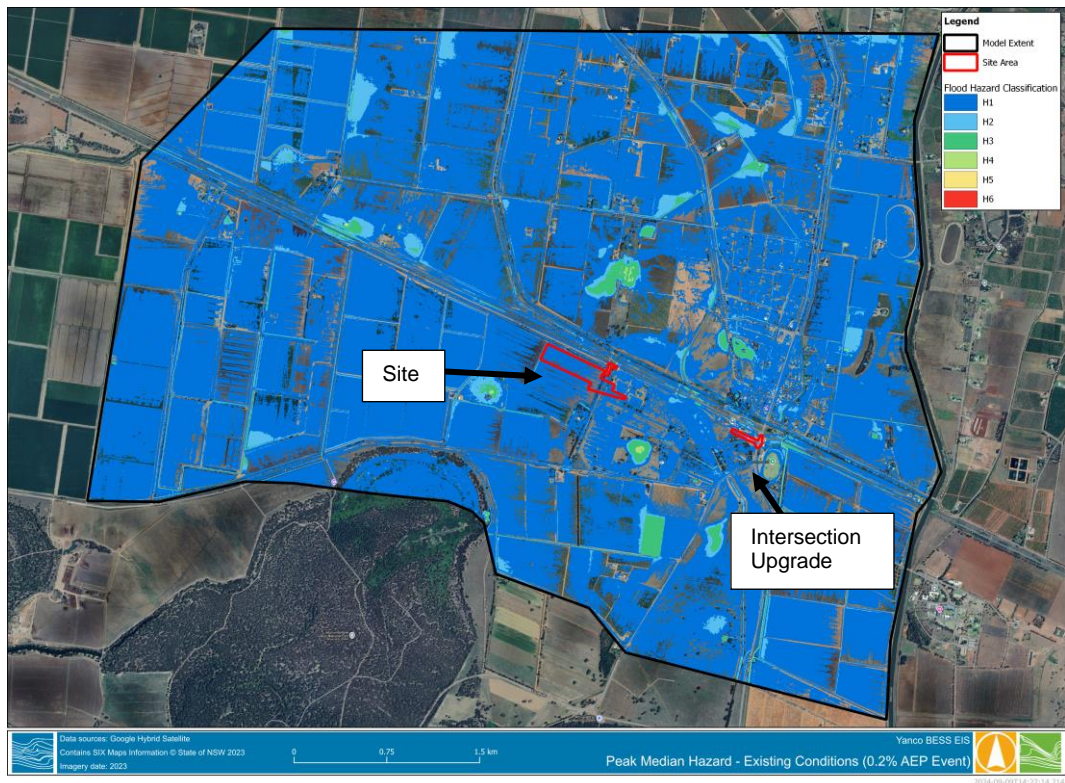 Legend
Model Extent
Site Area
Flood Hazard Classification
H1
H2
H3
H4
H5
H6
Site
Intersection
Upgrade
Data sources: Google Hybrid Satellite
Contains SIX Maps Information © State of NSW 2023
Imagery date: 2023
0 0.75 1.5 km
Yanco BESS EIS
Peak Median Hazard - Existing Conditions (0.2% AEP Event)